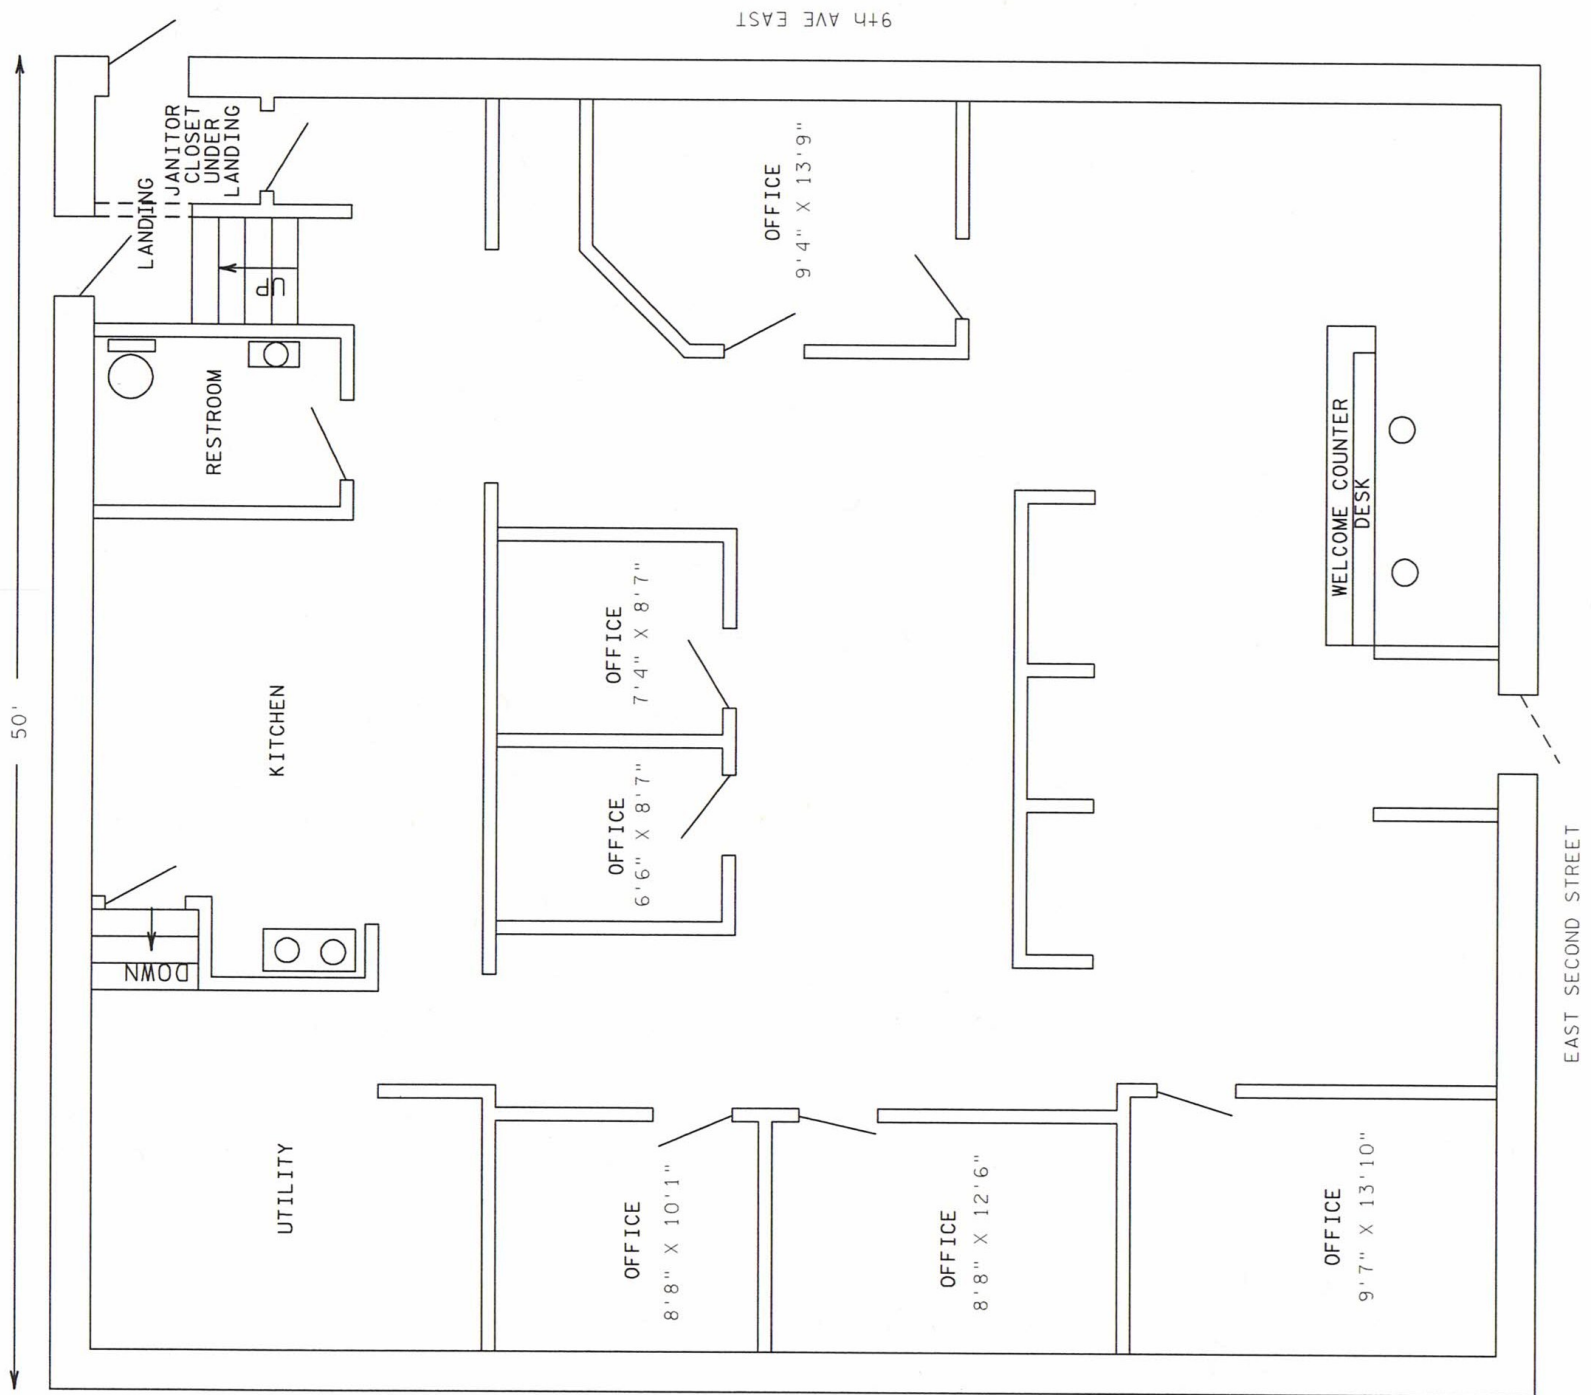 9th AVE EAST
50'
LANDING
JANITOR
CLOSET
UNDER
LANDING
UP
RESTROOM
OFFICE
9'4" X 13'9"
WELCOME COUNTER
DESK
KITCHEN
OFFICE
7'4" X 8'7"
OFFICE
6'6" X 8'7"
DOWN
UTILITY
OFFICE
8'8" X 10'1"
OFFICE
8'8" X 12'6"
OFFICE
9'7" X 13'10"
EAST SECOND STREET